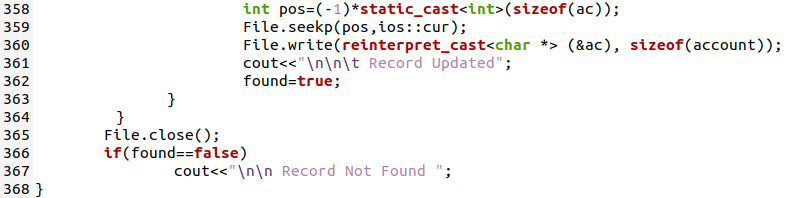 358                         int pos=(-1)*static_cast<int>(sizeof(ac));
359                         File.seekp(pos,ios::cur);
360                         File.write(reinterpret_cast<char *> (&ac), sizeof(account));
361                         cout<<"\n\n\t Record Updated";
362                         found=true;
363                 }
364           }
365         File.close();
366         if(found==false)
367                 cout<<"\n\n Record Not Found ";
368 }